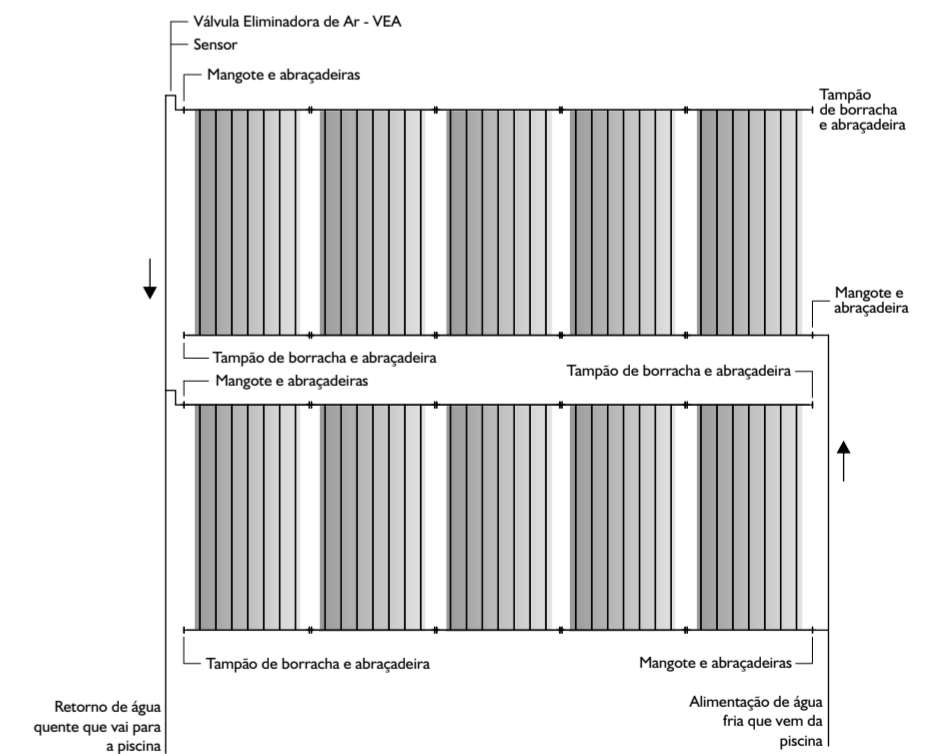 Válvula Eliminadora de Ar - VEA
Sensor
Mangote e abraçadeiras
Tampão
de borracha
e abraçadeira
Mangote e
abraçadeira
Tampão de borracha e abraçadeira
Tampão de borracha e abraçadeira
Mangote e abraçadeiras
Tampão de borracha e abraçadeira
Mangote e abraçadeiras
Retorno de água
quente que vai para
a piscina
Alimentação de água
fria que vem da
piscina